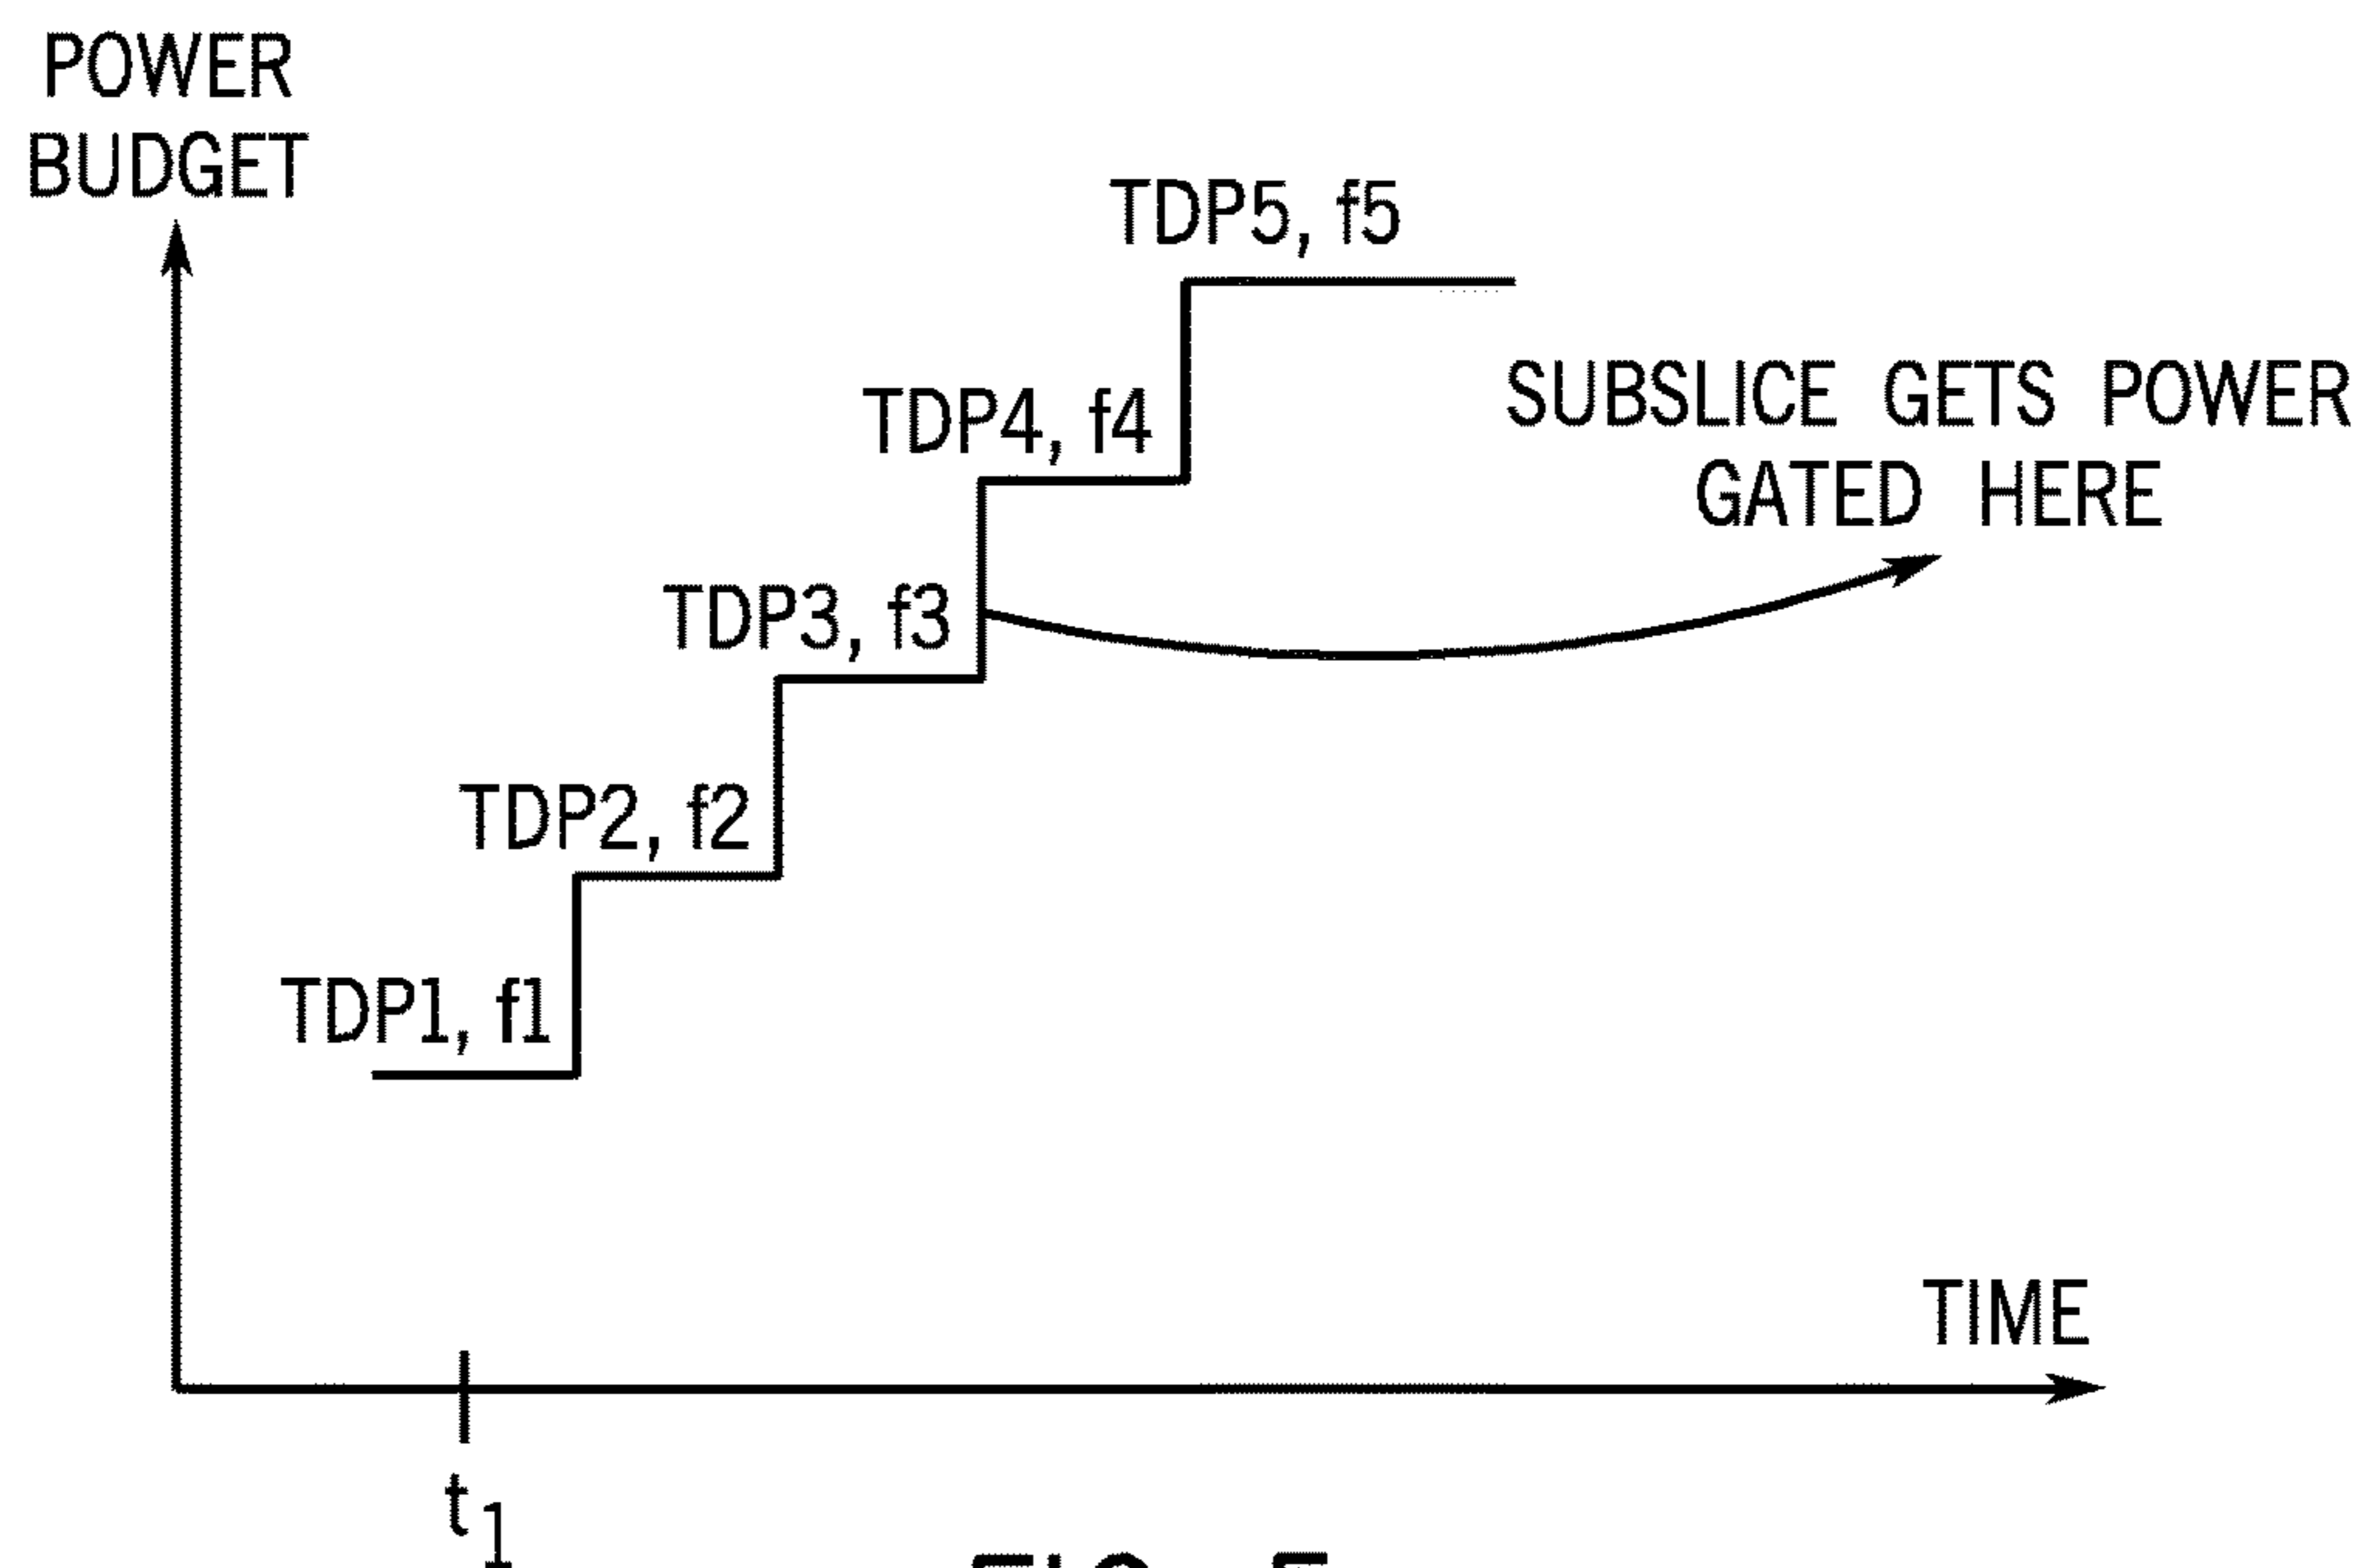 POWER
BUDGET
TDP5, f5
SUBSLICE GETS POWER
GATED HERE
TDP4, f4
TDP3, f3
TDP2, f2
TDP1, f1
TIME
t1